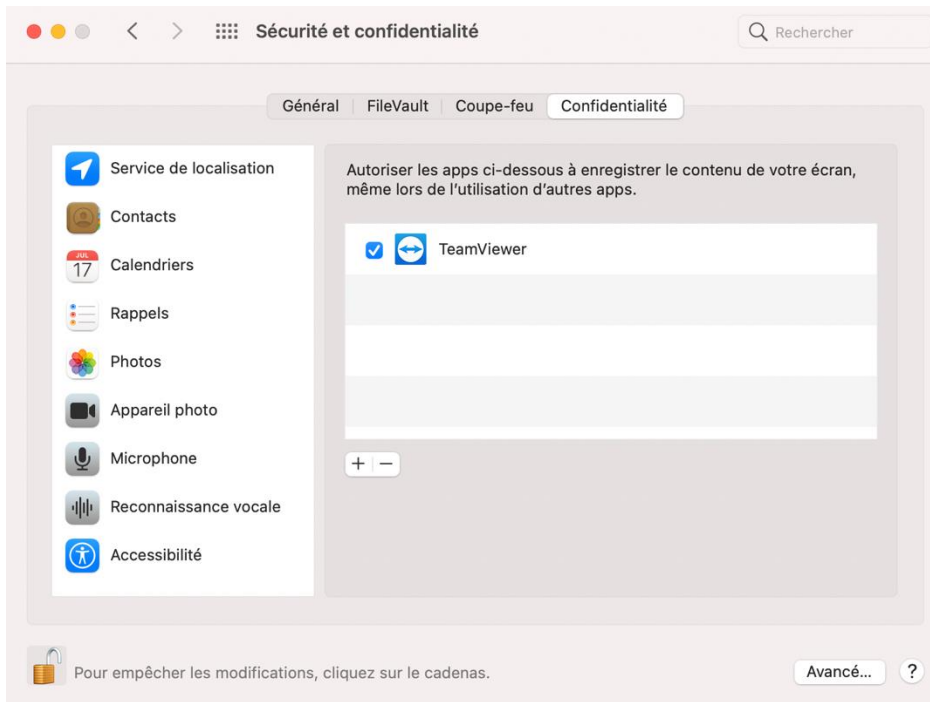 Sécurité et confidentialité
Rechercher
Général
FileVault
Coupe-feu
Confidentialité
Service de localisation
Contacts
JUL
17
Calendriers
Rappels
Photos
Appareil photo
Microphone
Reconnaissance vocale
Accessibilité
Autoriser les apps ci-dessous à enregistrer le contenu de votre écran,
même lors de l’utilisation d’autres apps.
TeamViewer
+ −
Pour empêcher les modifications, cliquez sur le cadenas.
Avancé...
?